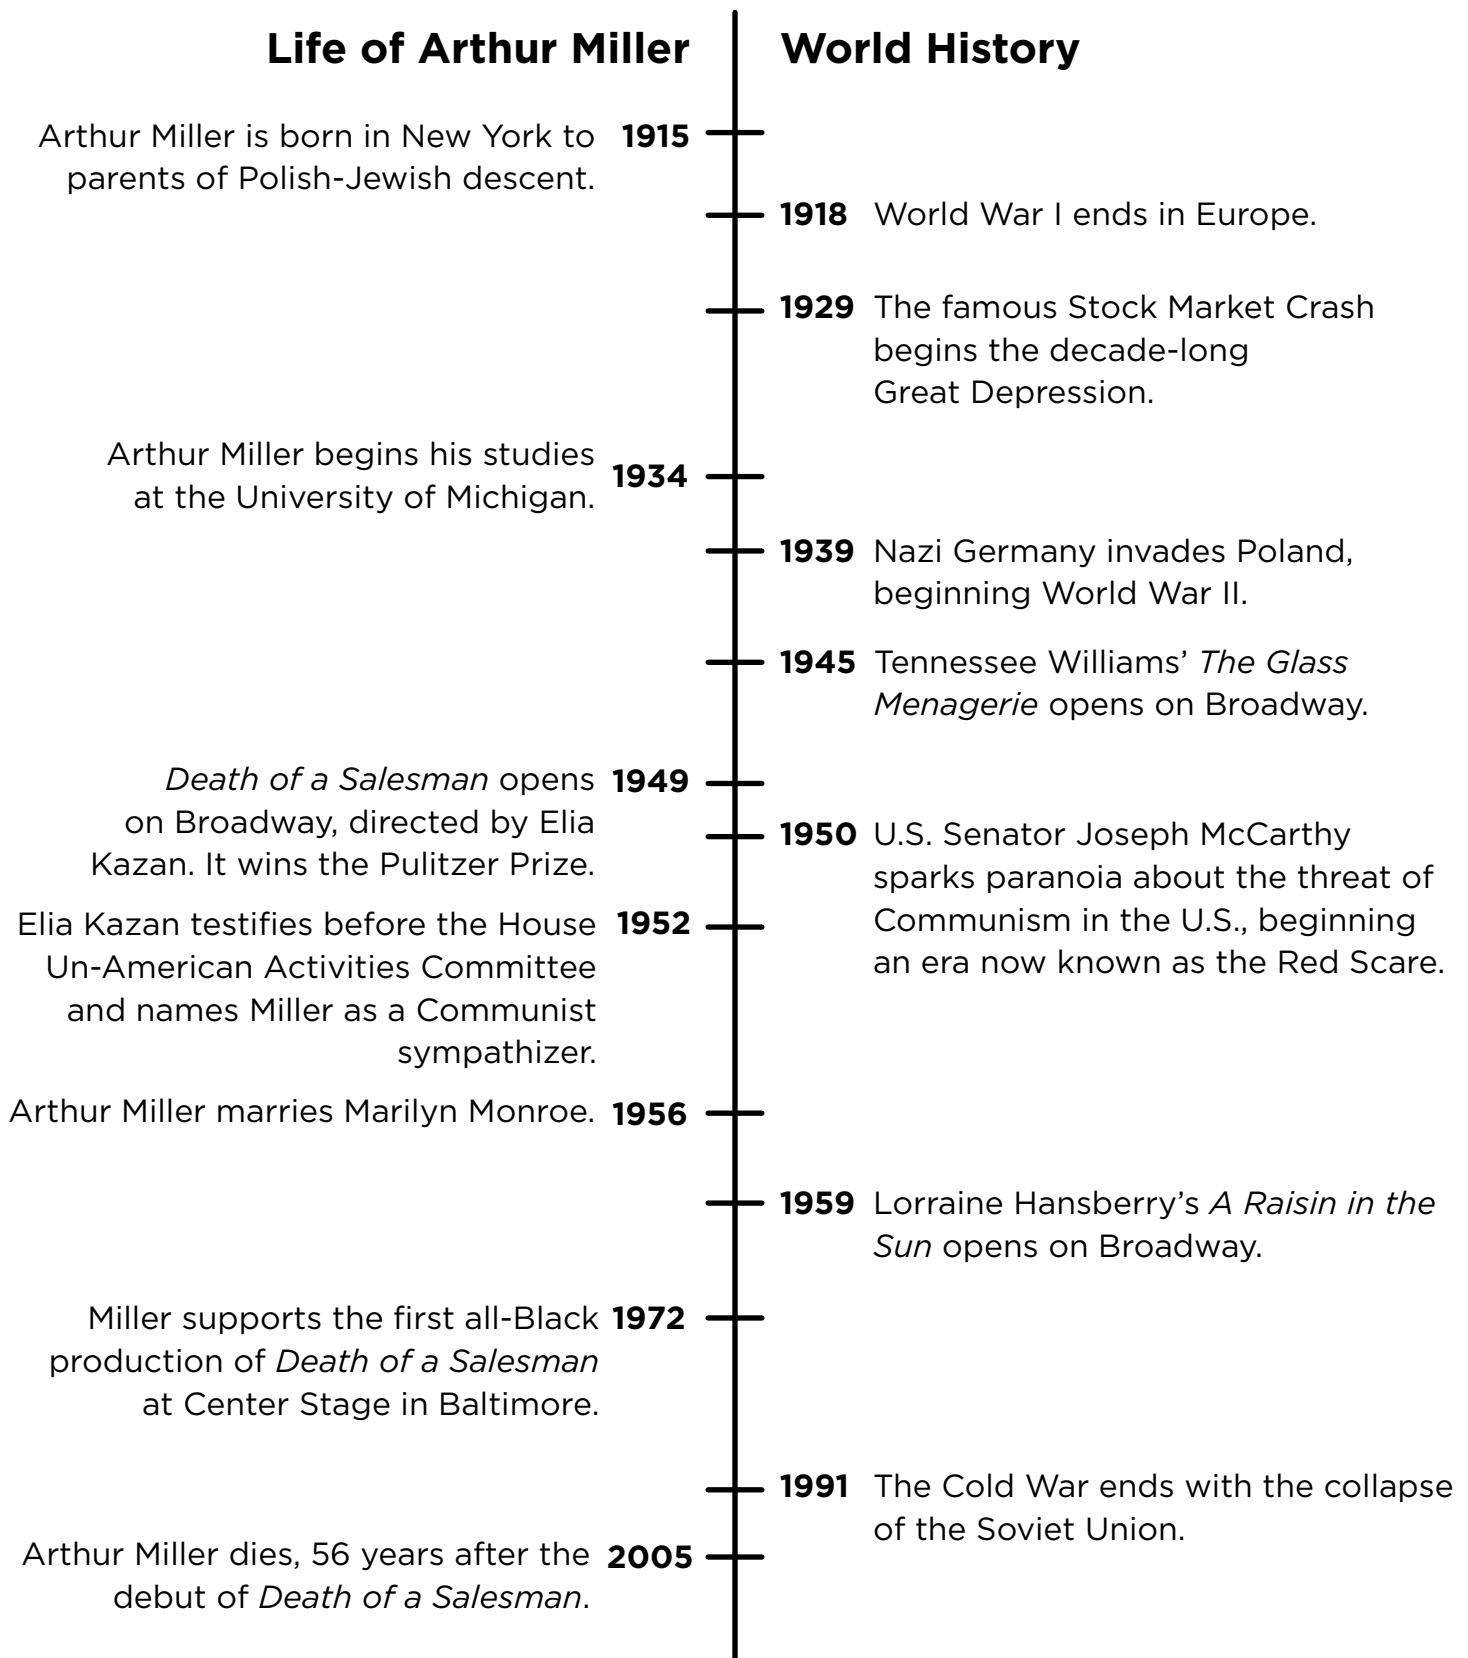 Life of Arthur Miller
World History
Arthur Miller is born in New York to 1915
parents of Polish-Jewish descent.
1918 World War I ends in Europe.
1929 The famous Stock Market Crash
begins the decade-long
Great Depression.
Arthur Miller begins his studies
at the University of Michigan.
1934
1939 Nazi Germany invades Poland,
beginning World War II.
1945 Tennessee Williams’ The Glass
Menagerie opens on Broadway.
Death of a Salesman opens 1949
on Broadway, directed by Elia
Kazan. It wins the Pulitzer Prize.
1950 U.S. Senator Joseph McCarthy
sparks paranoia about the threat of
Communism in the U.S., beginning
an era now known as the Red Scare.
Elia Kazan testifies before the House 1952
Un-American Activities Committee
and names Miller as a Communist
sympathizer.
Arthur Miller marries Marilyn Monroe. 1956
1959 Lorraine Hansberry’s A Raisin in the
Sun opens on Broadway.
Miller supports the first all-Black 1972
production of Death of a Salesman
at Center Stage in Baltimore.
1991 The Cold War ends with the collapse
of the Soviet Union.
Arthur Miller dies, 56 years after the 2005
debut of Death of a Salesman.